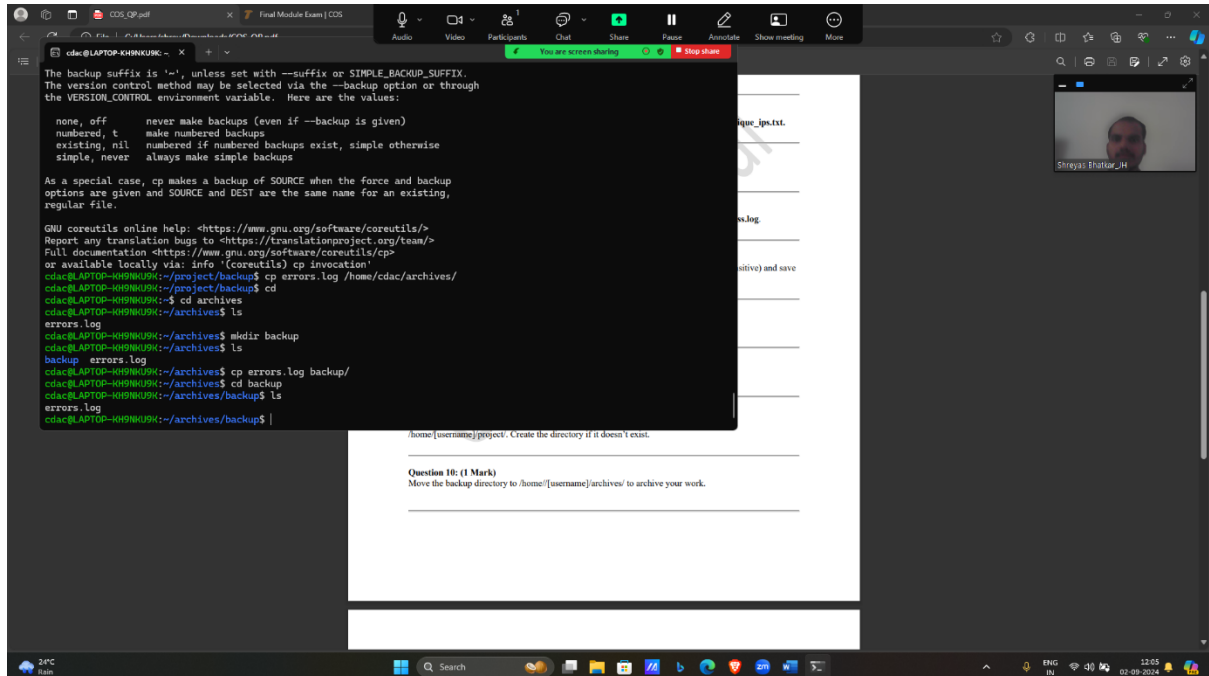 COS_QP.pdf
Final Module Exam | COS
Audio
Video
Participants
1
Chat
Share
Pause
Annotate
Show meeting
More
You are screen sharing
Stop share
cdac@LAPTOP-KH9NKU9K: ~
The backup suffix is '~', unless set with --suffix or SIMPLE_BACKUP_SUFFIX.
The version control method may be selected via the --backup option or through
the VERSION_CONTROL environment variable.  Here are the values:
none, off       never make backups (even if --backup is given)
numbered, t     make numbered backups
existing, nil   numbered if numbered backups exist, simple otherwise
simple, never   always make simple backups
As a special case, cp makes a backup of SOURCE when the force and backup
options are given and SOURCE and DEST are the same name for an existing,
regular file.
GNU coreutils online help: <https://www.gnu.org/software/coreutils/>
Report any translation bugs to <https://translationproject.org/team/>
Full documentation <https://www.gnu.org/software/coreutils/cp>
or available locally via: info '(coreutils) cp invocation'
cdac@LAPTOP-KH9NKU9K:~/project/backup$ cp errors.log /home/cdac/archives/
cdac@LAPTOP-KH9NKU9K:~/project/backup$ cd
cdac@LAPTOP-KH9NKU9K:~$ cd archives
cdac@LAPTOP-KH9NKU9K:~/archives$ ls
errors.log
cdac@LAPTOP-KH9NKU9K:~/archives$ mkdir backup
cdac@LAPTOP-KH9NKU9K:~/archives$ ls
backup  errors.log
cdac@LAPTOP-KH9NKU9K:~/archives$ cp errors.log backup/
cdac@LAPTOP-KH9NKU9K:~/archives$ cd backup
cdac@LAPTOP-KH9NKU9K:~/archives/backup$ ls
errors.log
cdac@LAPTOP-KH9NKU9K:~/archives/backup$
ique_ips.txt.
ss.log.
sitive) and save
/home/[username]/project/. Create the directory if it doesn't exist.
Question 10: (1 Mark)
Move the backup directory to /home//[username]/archives/ to archive your work.
Shreyas Bhatkar_JH
24°C
Rain
Search
ENG
IN
12:05
02-09-2024